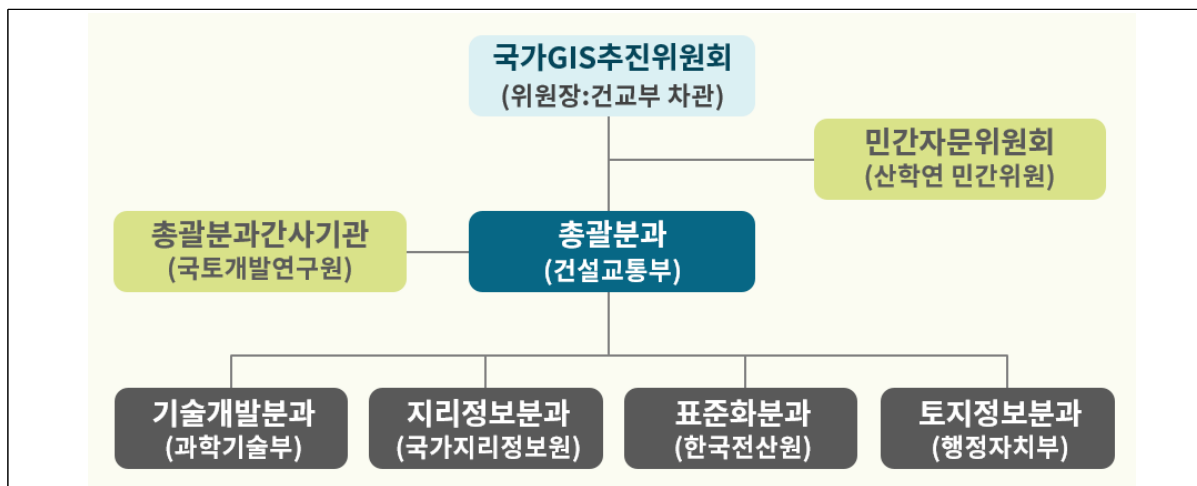 국가GIS추진위원회
(위원장:건교부 차관)
민간자문위원회
(산학연 민간위원)
총괄분과간사기관
(국토개발연구원)
총괄분과
(건설교통부)
기술개발분과
(과학기술부)
지리정보분과
(국가지리정보원)
표준화분과
(한국전산원)
토지정보분과
(행정자치부)